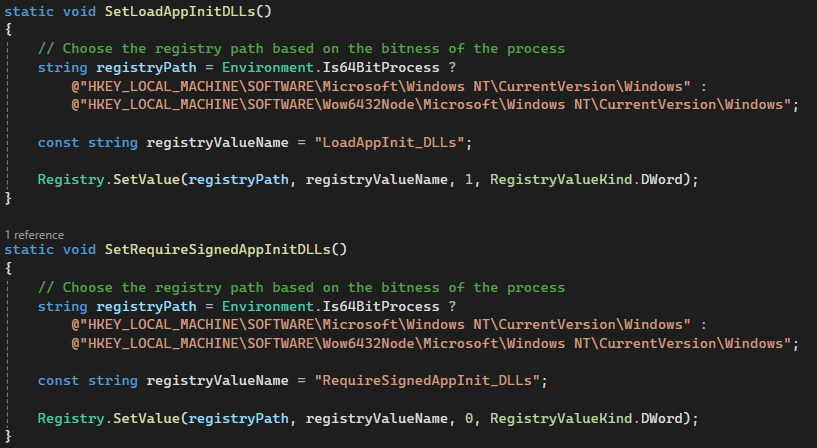 static void SetLoadAppInitDLLs()
{
// Choose the registry path based on the bitness of the process
string registryPath = Environment.Is64BitProcess ?
@"HKEY_LOCAL_MACHINE\SOFTWARE\Microsoft\Windows NT\CurrentVersion\Windows" :
@"HKEY_LOCAL_MACHINE\SOFTWARE\Wow6432Node\Microsoft\Windows NT\CurrentVersion\Windows";
const string registryValueName = "LoadAppInit_DLLs";
Registry.SetValue(registryPath, registryValueName, 1, RegistryValueKind.DWord);
}
1 reference
static void SetRequireSignedAppInitDLLs()
{
// Choose the registry path based on the bitness of the process
string registryPath = Environment.Is64BitProcess ?
@"HKEY_LOCAL_MACHINE\SOFTWARE\Microsoft\Windows NT\CurrentVersion\Windows" :
@"HKEY_LOCAL_MACHINE\SOFTWARE\Wow6432Node\Microsoft\Windows NT\CurrentVersion\Windows";
const string registryValueName = "RequireSignedAppInit_DLLs";
Registry.SetValue(registryPath, registryValueName, 0, RegistryValueKind.DWord);
}